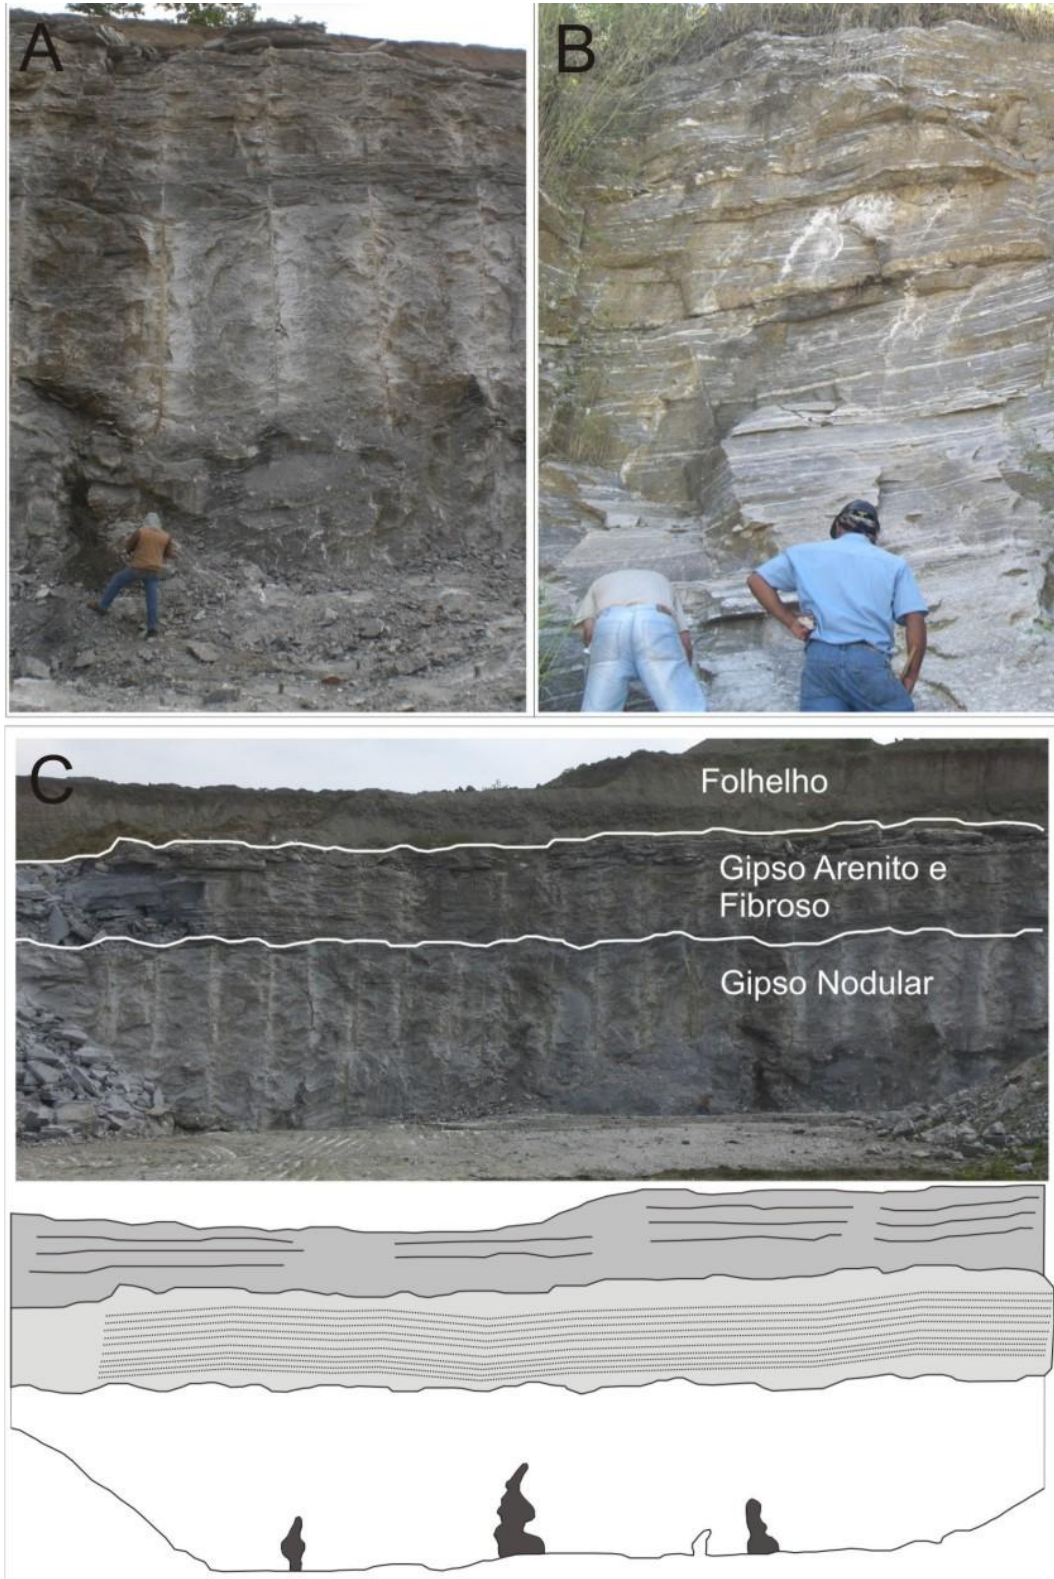 A
B
C
Folhelho
Gipso Arenito e
Fibroso
Gipso Nodular